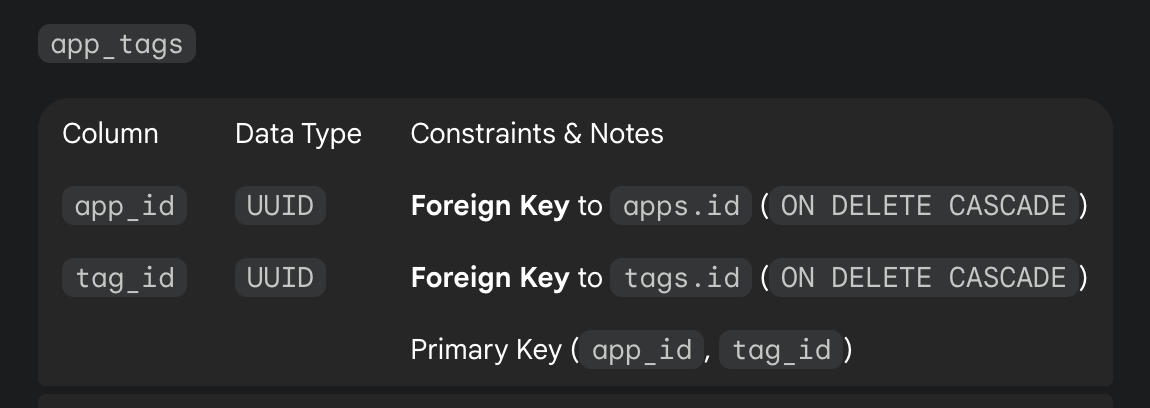 app_tags
Column Data Type Constraints & Notes
app_id UUID Foreign Key to apps.id (ON DELETE CASCADE)
tag_id UUID Foreign Key to tags.id (ON DELETE CASCADE)
Primary Key (app_id, tag_id)